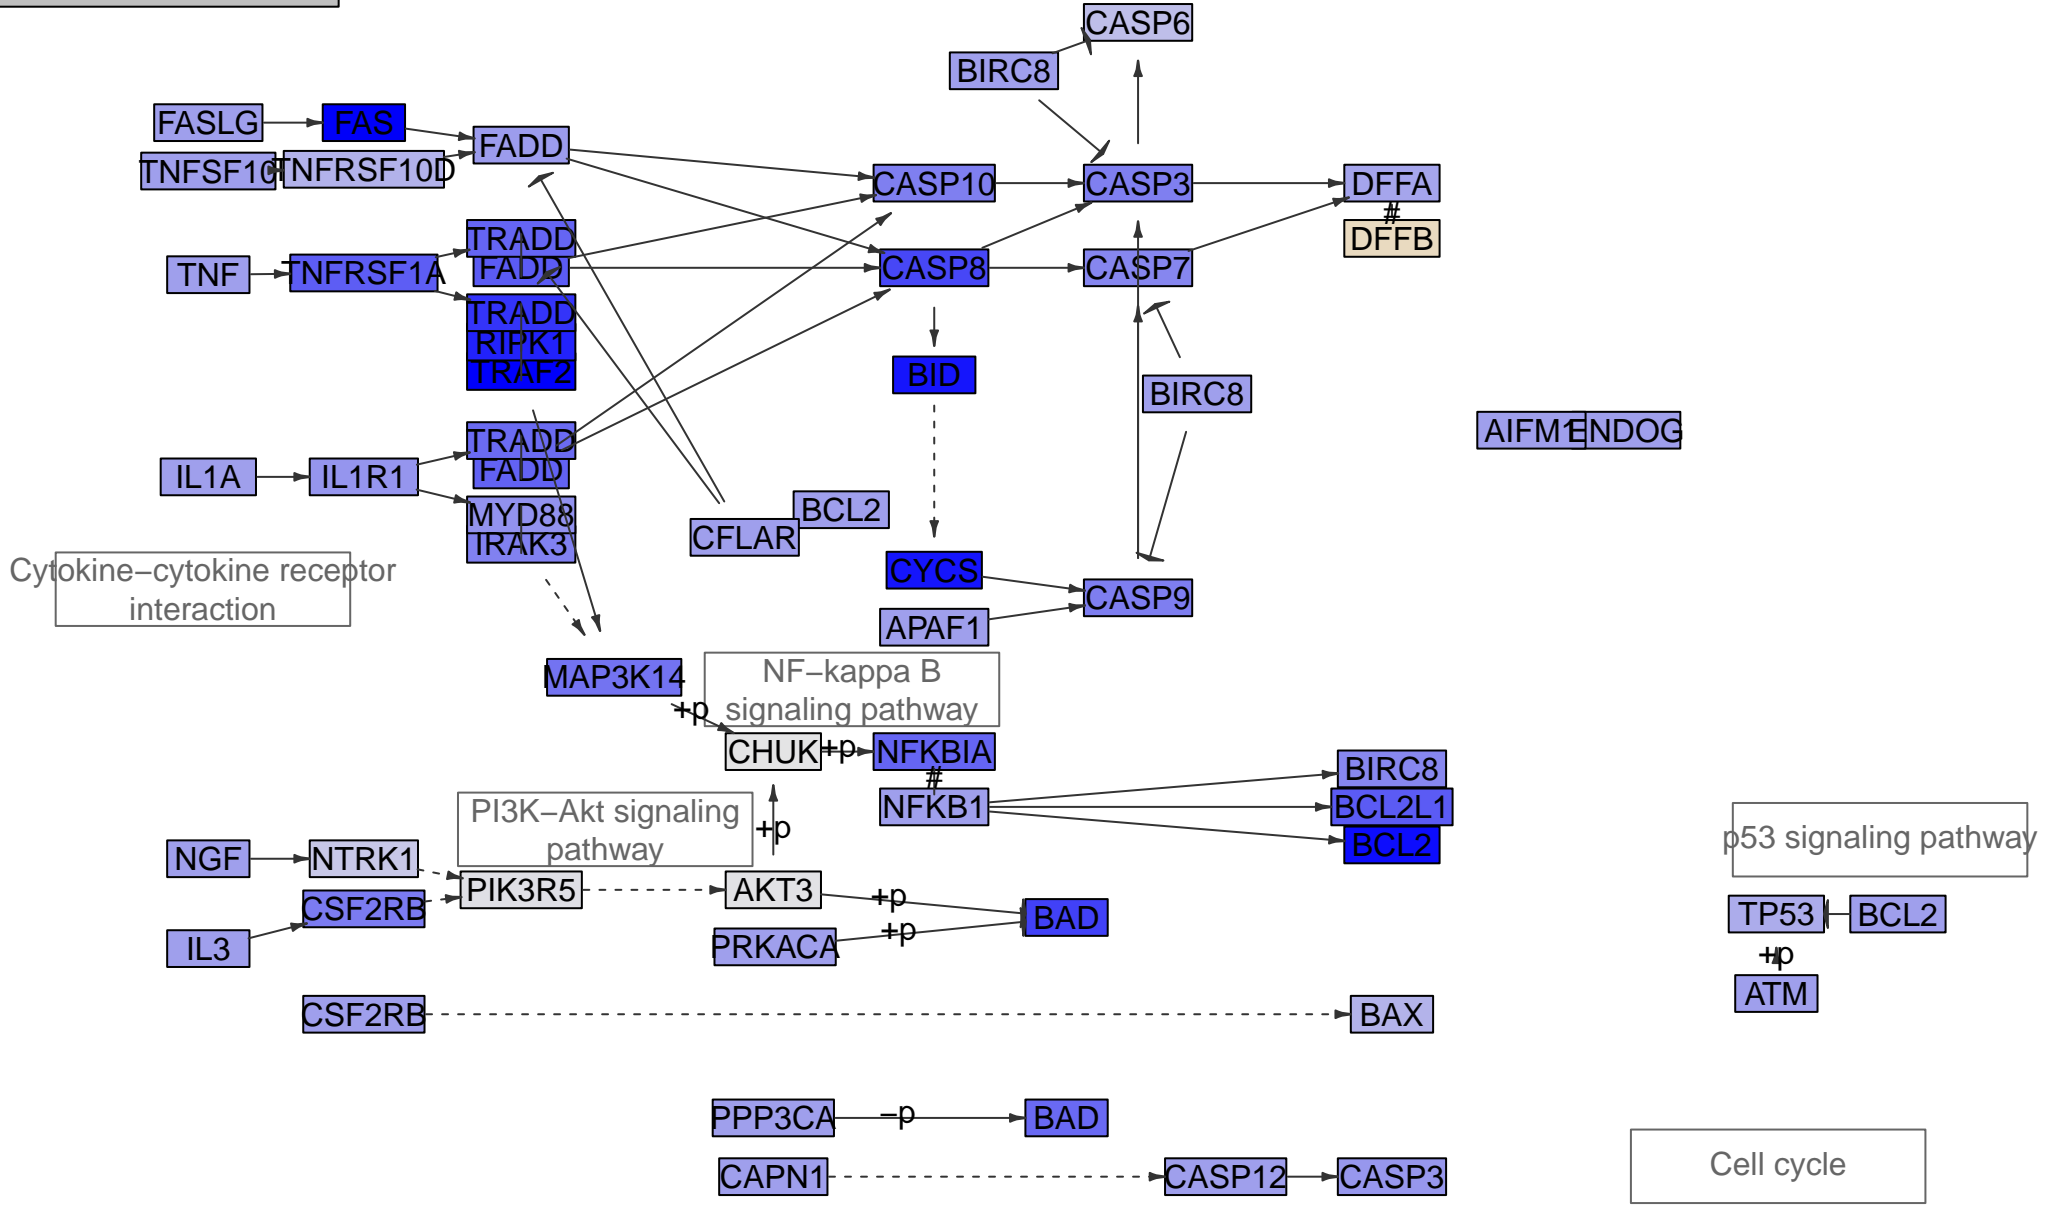 CASP6
BIRC8
FASLG
FAS
FADD
TNFSF10
TNFRSF10D
CASP10
CASP3
DFFA
#
TRADD
DFFB
FADD
TNF
TNFRSF1A
CASP8
CASP7
TRADD
RIPK1
TRAF2
BID
BIRC8
TRADD
AIFM1
ENDOG
FADD
IL1A
IL1R1
MYD88
BCL2
IRAK3
CFLAR
Cytokine−cytokine receptor
interaction
CYCS
CASP9
APAF1
MAP3K14
NF−kappa B
signaling pathway
+p
CHUK
+p
NFKBIA
#
BIRC8
NFKB1
BCL2L1
PI3K−Akt signaling
pathway
+p
BCL2
p53 signaling pathway
NGF
NTRK1
PIK3R5
AKT3
+p
CSF2RB
BAD
TP53
BCL2
+p
IL3
PRKACA
+p
ATM
CSF2RB
BAX
PPP3CA
−p
BAD
CAPN1
CASP12
CASP3
Cell cycle